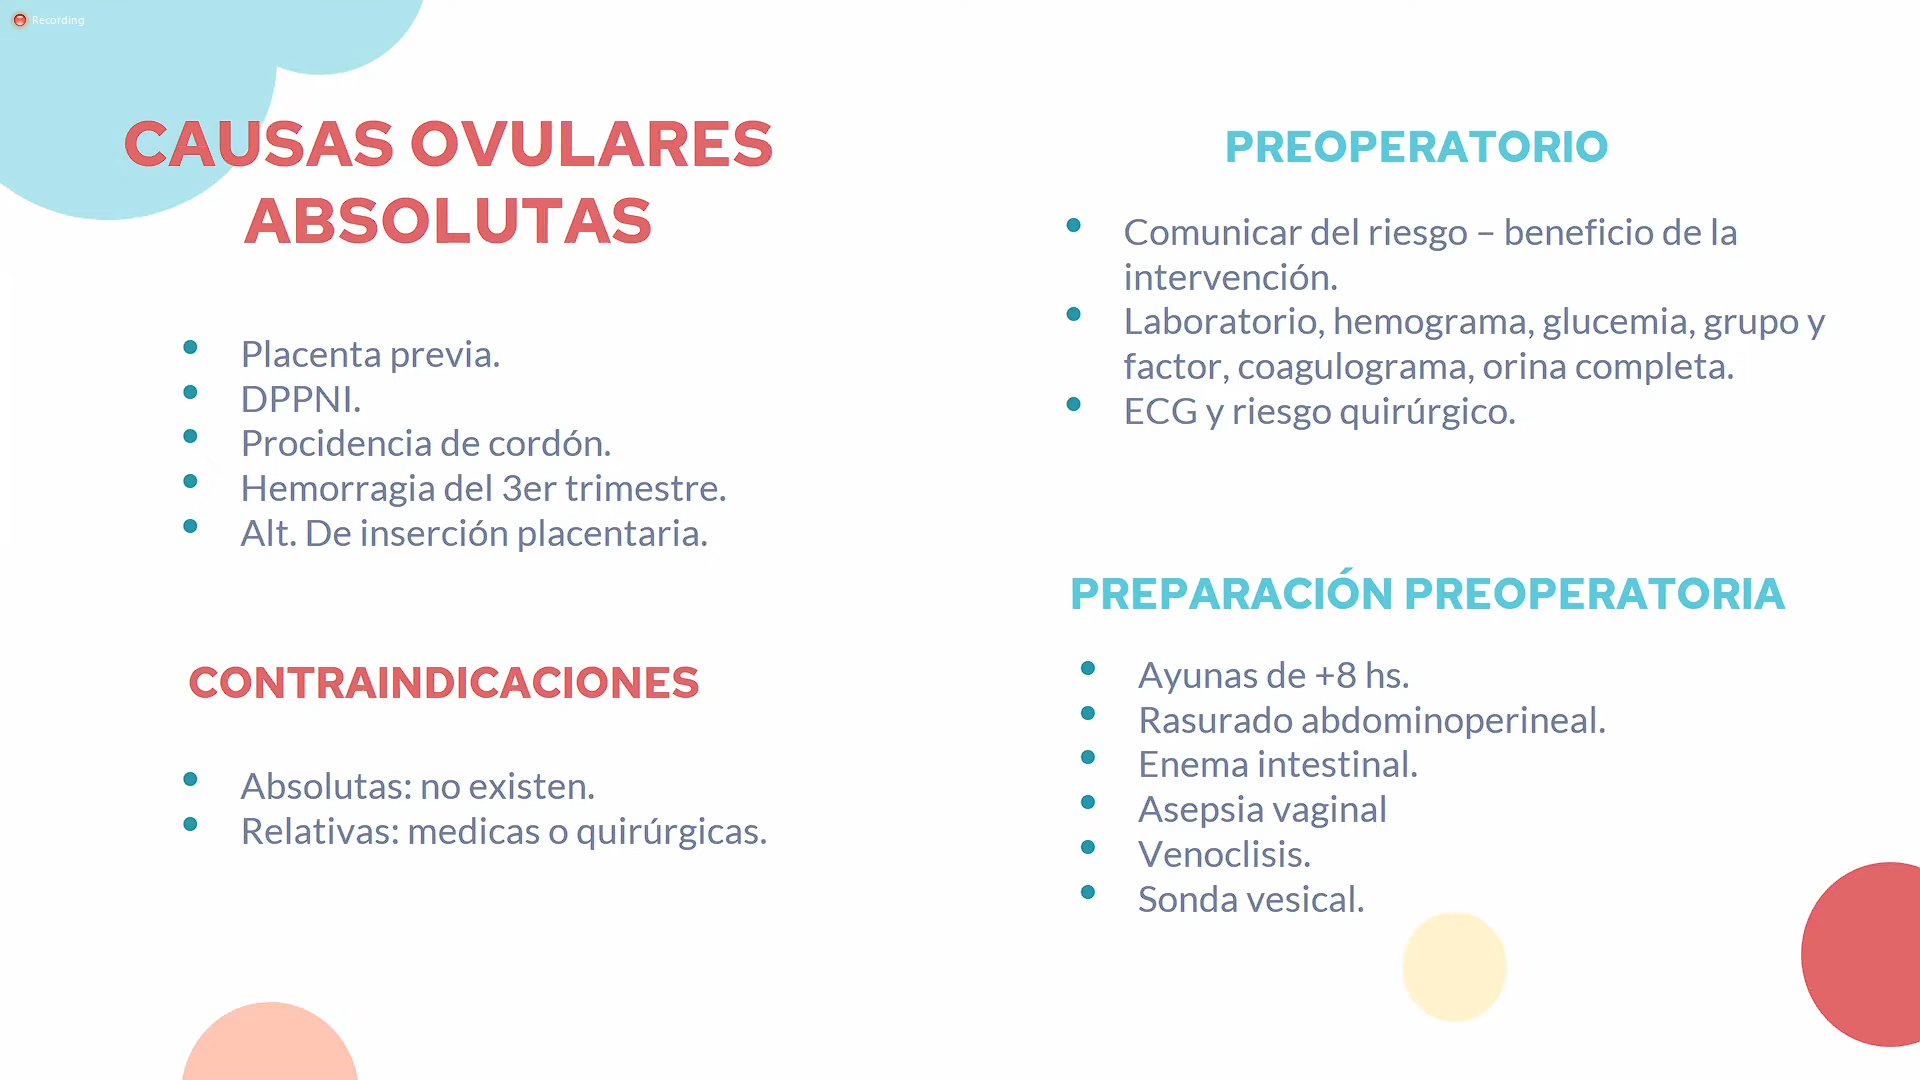 Recording
CAUSAS OVULARES
ABSOLUTAS
Placenta previa.
DPPNI.
Procidencia de cordón.
Hemorragia del 3er trimestre.
Alt. De inserción placentaria.
CONTRAINDICACIONES
Absolutas: no existen.
Relativas: medicas o quirúrgicas.
PREOPERATORIO
Comunicar del riesgo – beneficio de la
intervención.
Laboratorio, hemograma, glucemia, grupo y
factor, coagulograma, orina completa.
ECG y riesgo quirúrgico.
PREPARACIÓN PREOPERATORIA
Ayunas de +8 hs.
Rasurado abdominoperineal.
Enema intestinal.
Asepsia vaginal
Venoclisis.
Sonda vesical.